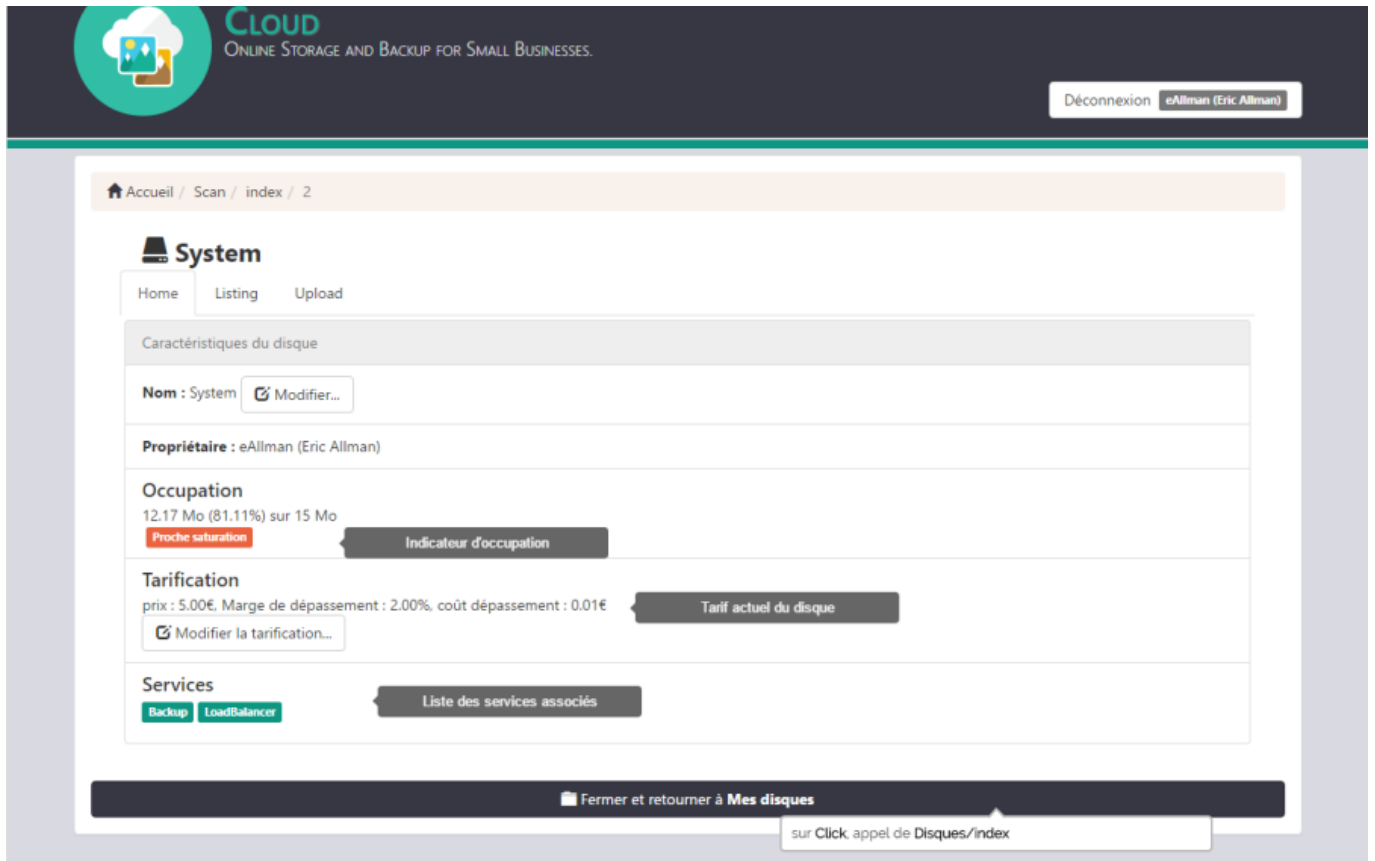 CLOUD
ONLINE STORAGE AND BACKUP FOR SMALL BUSINESSES.
Déconnexion eAllman (Eric Allman)
Accueil / Scan / index / 2
System
Home Listing Upload
Caractéristiques du disque
Nom : System Modifier...
Propriétaire : eAllman (Eric Allman)
Occupation
12.17 Mo (81.11%) sur 15 Mo
Proche saturation Indicateur d'occupation
Tarification
prix : 5.00€, Marge de dépassement : 2.00%, coût dépassement : 0.01€ Tarif actuel du disque
Modifier la tarification...
Services
Backup LoadBalancer Liste des services associés
Fermer et retourner à Mes disques
sur Click, appel de Disques/index